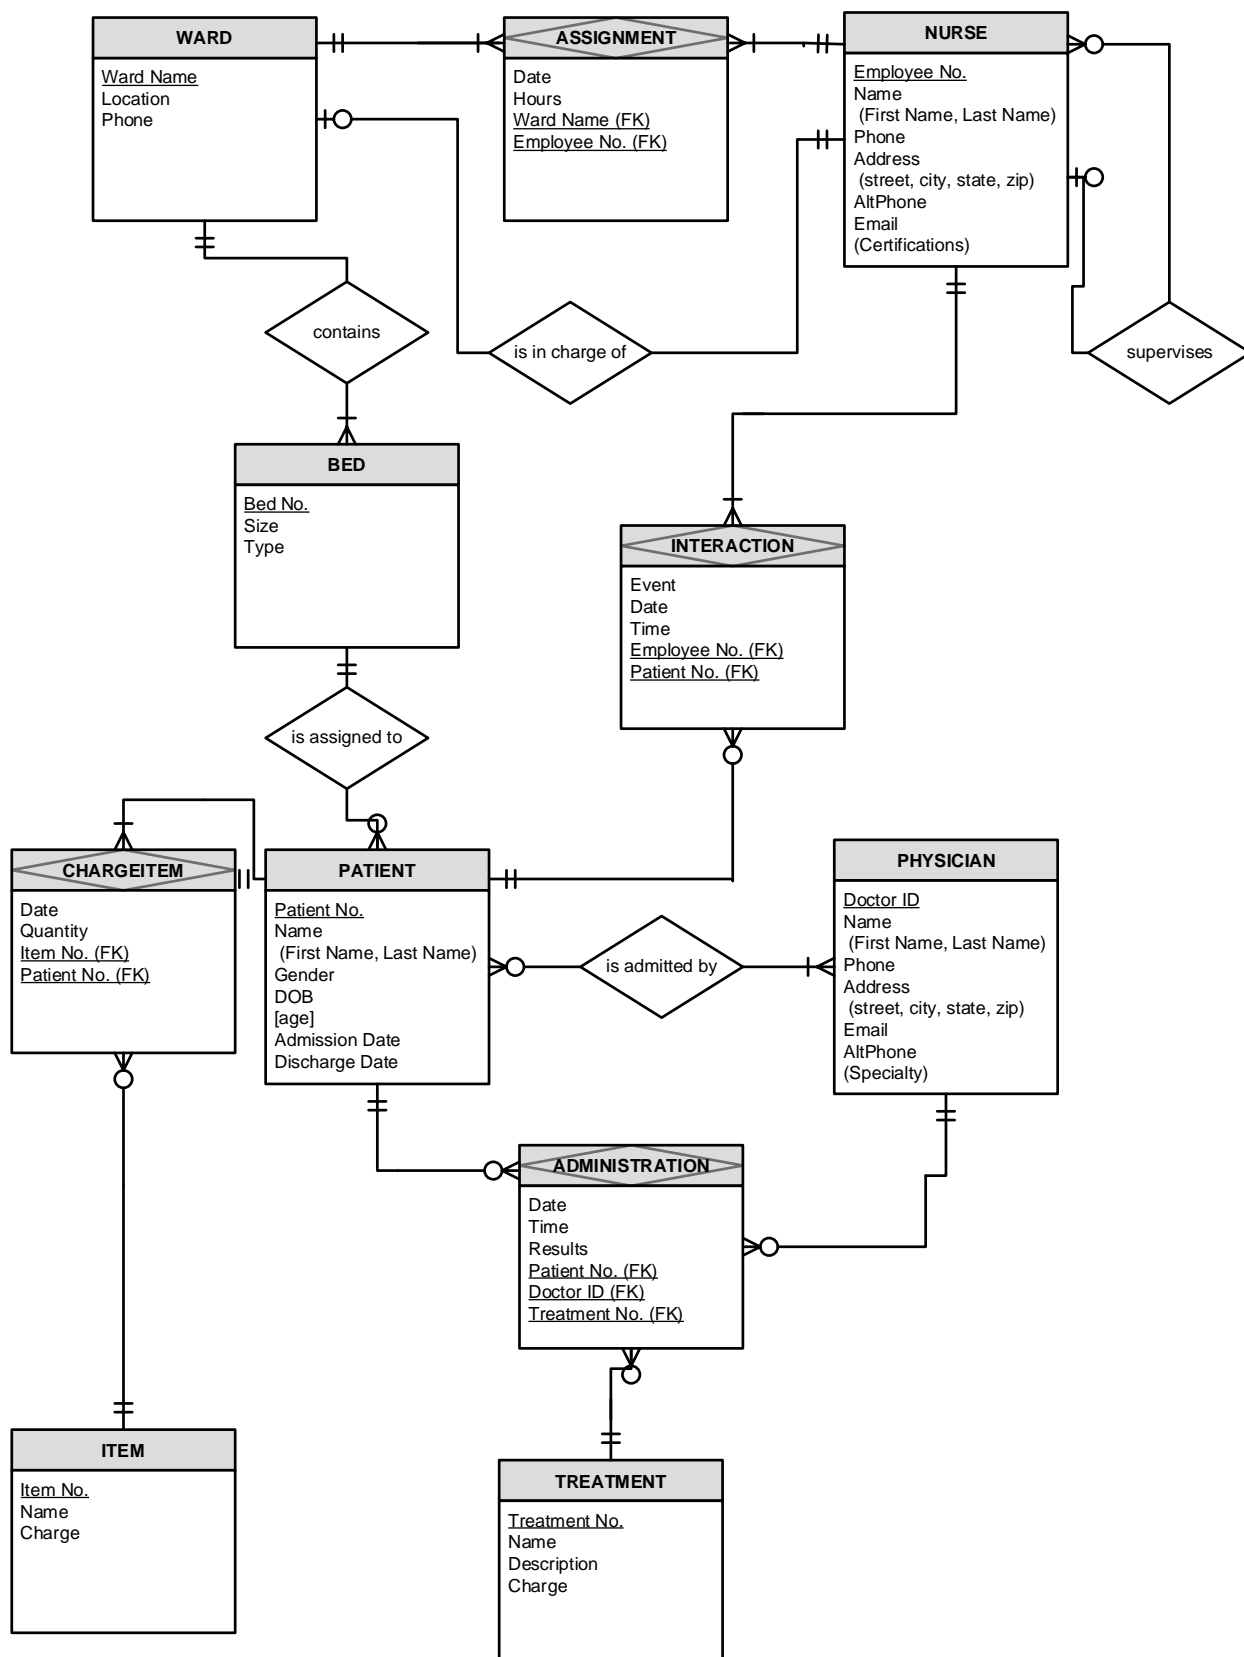 WARD
Ward Name
Location
Phone
ASSIGNMENT
Date
Hours
Ward Name (FK)
Employee No. (FK)
NURSE
Employee No.
Name
(First Name, Last Name)
Phone
Address
(street, city, state, zip)
AltPhone
Email
(Certifications)
contains
is in charge of
supervises
BED
Bed No.
Size
Type
INTERACTION
Event
Date
Time
Employee No. (FK)
Patient No. (FK)
is assigned to
CHARGEITEM
Date
Quantity
Item No. (FK)
Patient No. (FK)
PATIENT
Patient No.
Name
(First Name, Last Name)
Gender
DOB
[age]
Admission Date
Discharge Date
is admitted by
PHYSICIAN
Doctor ID
Name
(First Name, Last Name)
Phone
Address
(street, city, state, zip)
Email
AltPhone
(Specialty)
ADMINISTRATION
Date
Time
Results
Patient No. (FK)
Doctor ID (FK)
Treatment No. (FK)
ITEM
Item No.
Name
Charge
TREATMENT
Treatment No.
Name
Description
Charge